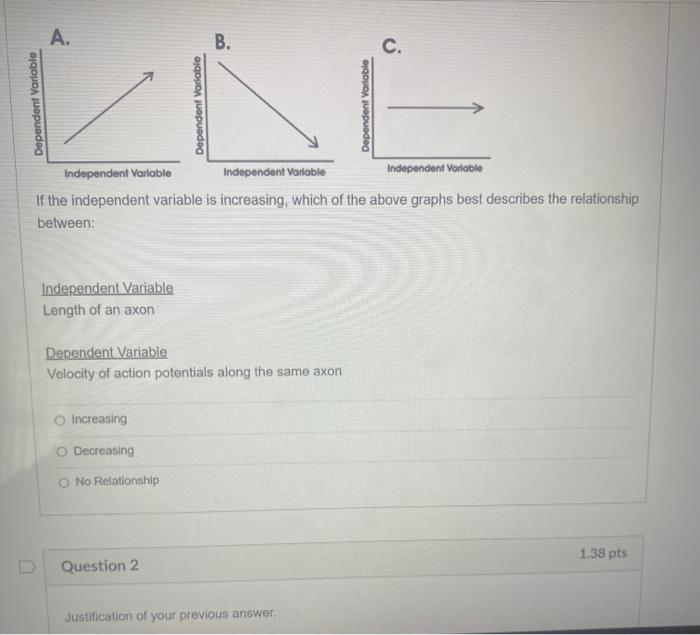 A.
B.
C.
Dependent Variable
Dependent Variable
Dependent Variable
Independent Variable
Independent Variable
Independent Variable
If the independent variable is increasing, which of the above graphs best describes the relationship
between:
Independent Variable
Length of an axon
Dependent Variable
Velocity of action potentials along the same axon
Increasing
Decreasing
No Relationship
Question 2
1.38 pts
Justification of your previous answer.